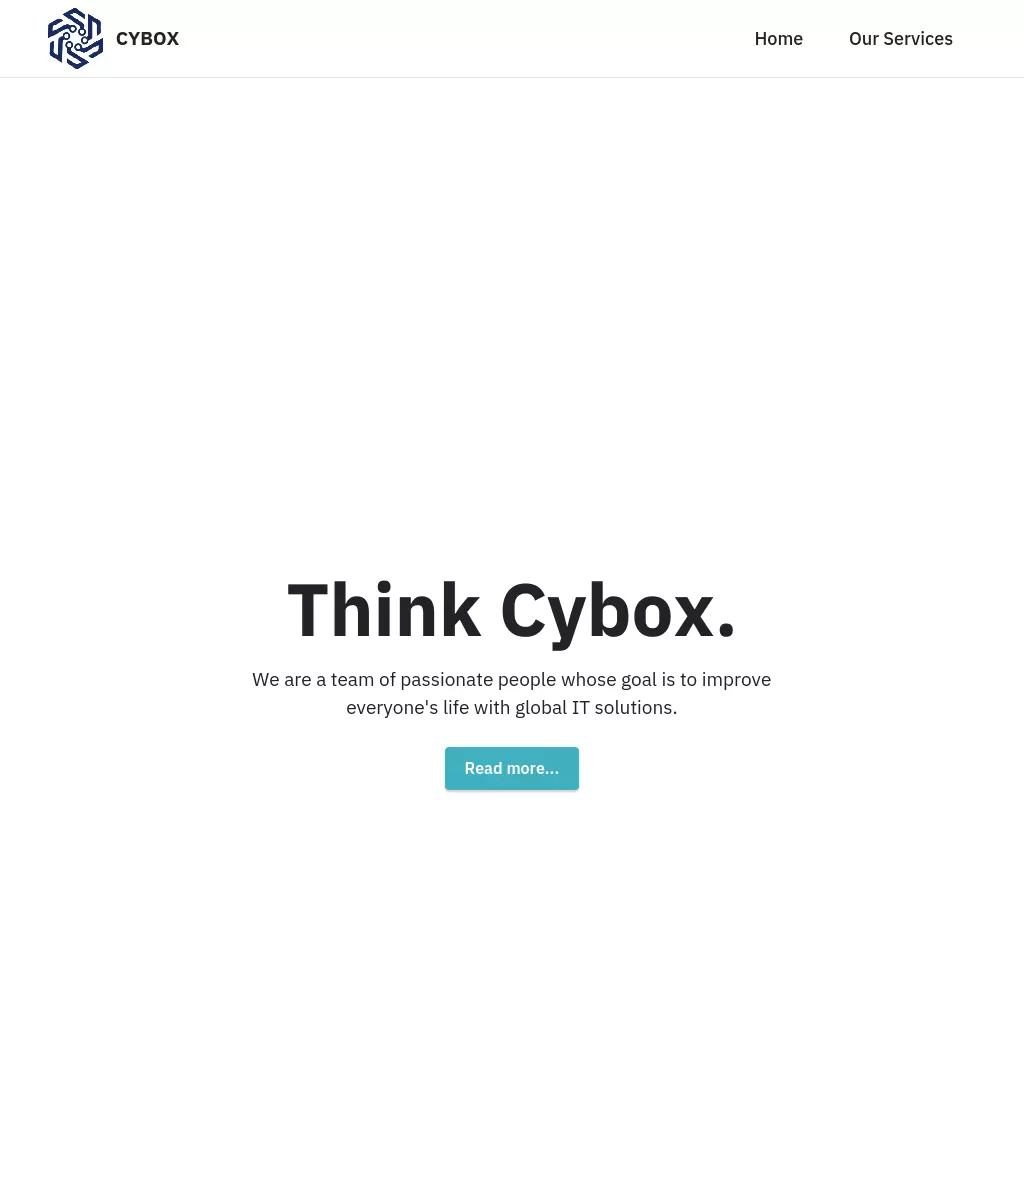 CYBOX
Home
Our Services
Think Cybox.
We are a team of passionate people whose goal is to improve
everyone's life with global IT solutions.
Read more...